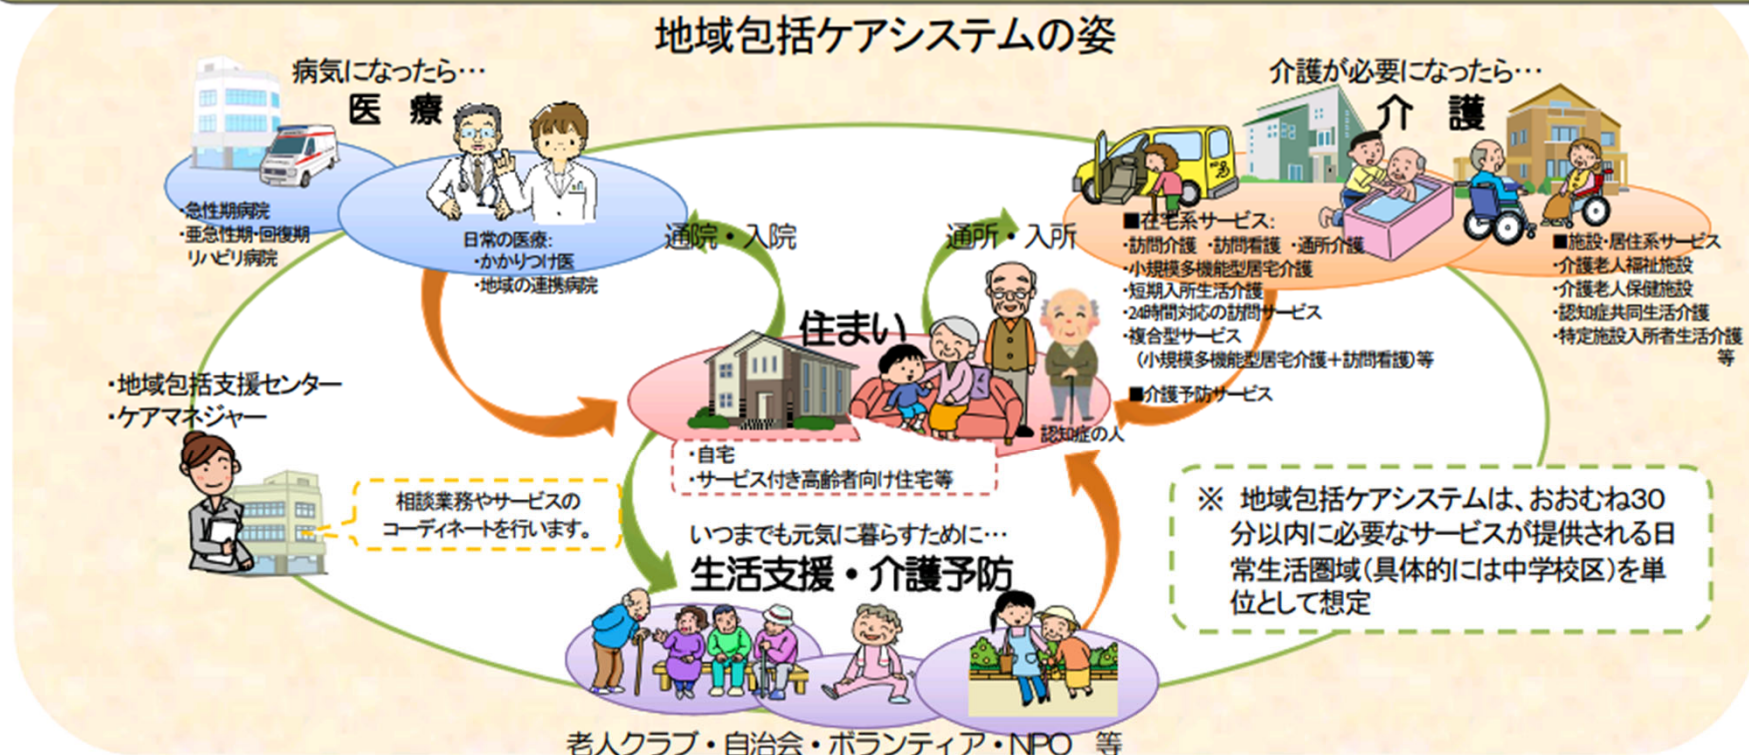 地域包括ケアシステムの姿
病気になったら…
医 療
・急性期病院
・亜急性期・回復期
リハビリ病院
日常の医療:
・かかりつけ医
・地域の連携病院
通院・入院
通所・入所
介護が必要になったら…
介 護
■在宅系サービス:
・訪問介護 ・訪問看護 ・通所介護
・小規模多機能型居宅介護
・短期入所生活介護
・24時間対応の訪問サービス
・複合型サービス
(小規模多機能型居宅介護+訪問看護)等
■介護予防サービス
■施設・居住系サービス
・介護老人福祉施設
・介護老人保健施設
・認知症共同生活介護
・特定施設入所者生活介護
等
住まい
認知症の人
・自宅
・サービス付き高齢者向け住宅等
・地域包括支援センター
・ケアマネジャー
相談業務やサービスの
コーディネートを行います。
いつまでも元気に暮らすために…
生活支援・介護予防
老人クラブ・自治会・ボランティア・NPO 等
※ 地域包括ケアシステムは、おおむね30
分以内に必要なサービスが提供される日
常生活圏域(具体的には中学校区)を単
位として想定